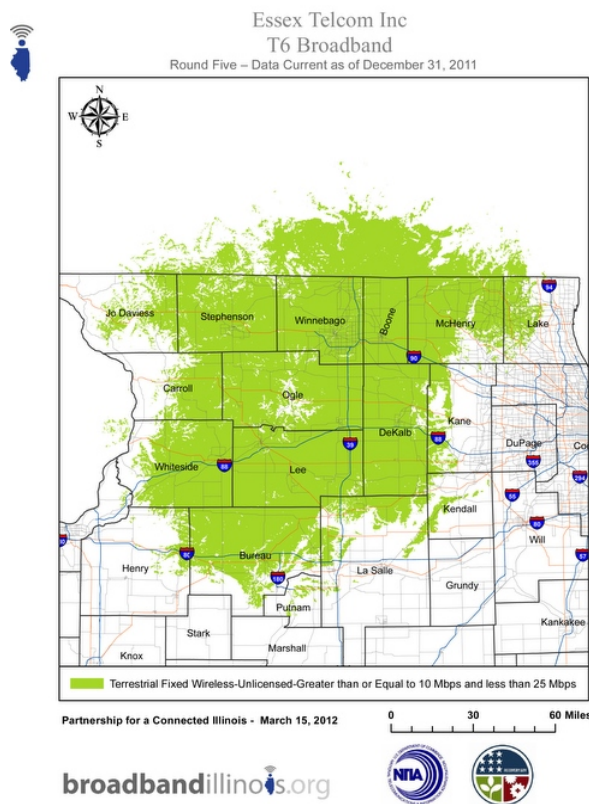 Essex Telcom Inc
T6 Broadband
Round Five – Data Current as of December 31, 2011
N
W E
S
94
Jo Daviess Stephenson Winnebago Boone McHenry Lake
90
Carroll Ogle Kane
DeKalb 88 DuPage
39
Whiteside 88 Lee 355
294
Kendall 55
80
Will
80 Bureau 57
Henry La Salle
180 Grundy
Putnam
Stark Kankakee
Marshall
Knox
Terrestrial Fixed Wireless-Unlicensed-Greater than or Equal to 10 Mbps and less than 25 Mbps
Partnership for a Connected Illinois - March 15, 2012
0 30 60 Miles
NTIA
broadbandillinois.org